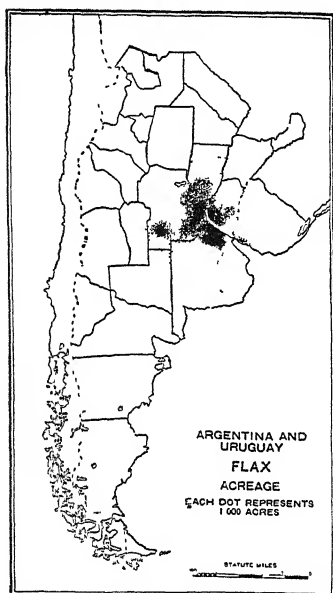 ARGENTINA AND
URUGUAY
FLAX
ACREAGE
EACH DOT REPRESENTS
1 000 ACRES
STATUTE MILES